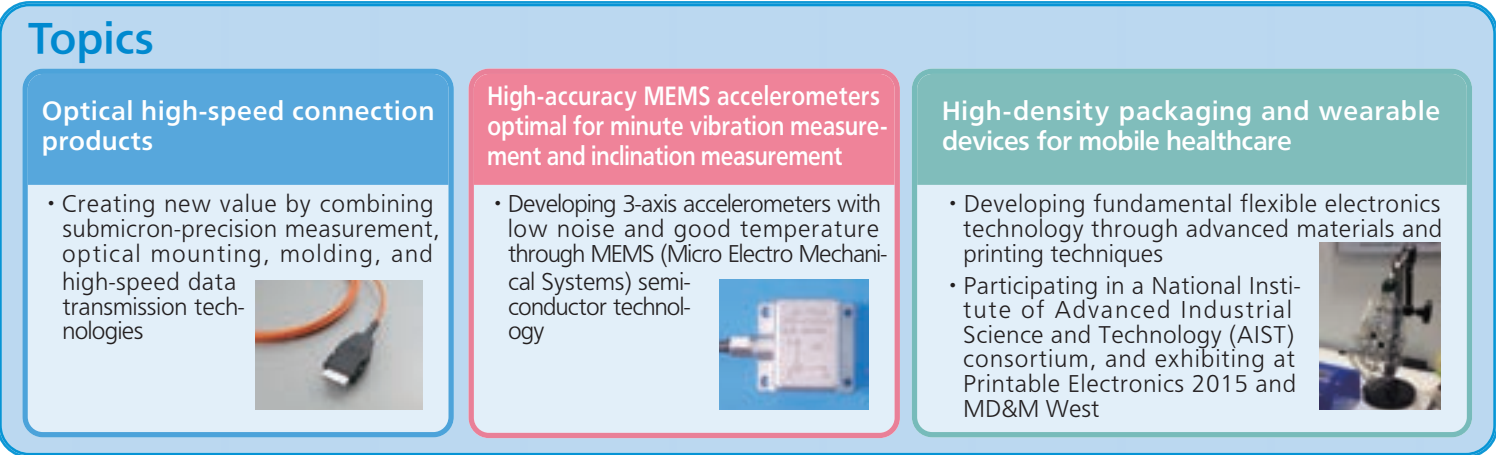 Topics
Optical high-speed connection
products
・Creating new value by combining
submicron-precision measurement,
optical mounting, molding, and
high-speed data
transmission tech-
nologies
High-accuracy MEMS accelerometers
optimal for minute vibration measure-
ment and inclination measurement
・Developing 3-axis accelerometers with
low noise and good temperature
through MEMS (Micro Electro Mechani-
cal Systems) semi-
conductor technol-
ogy
High-density packaging and wearable
devices for mobile healthcare
・Developing fundamental flexible electronics
technology through advanced materials and
printing techniques
・Participating in a National Insti-
tute of Advanced Industrial
Science and Technology (AIST)
consortium, and exhibiting at
Printable Electronics 2015 and
MD&M West